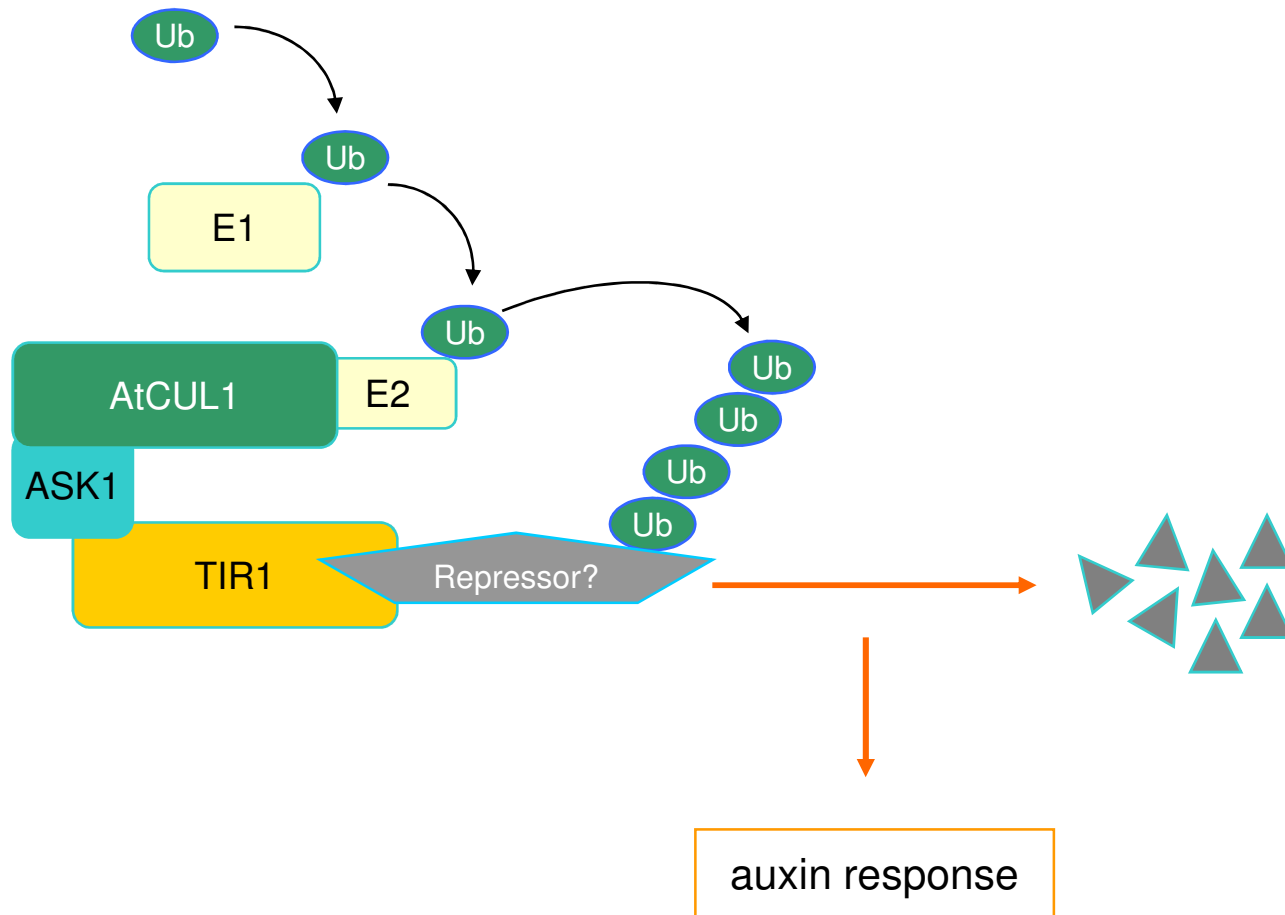 Ub
Ub
E1
Ub
Ub
AtCUL1
E2
Ub
Ub
ASK1
Ub
TIR1
Repressor?
auxin response